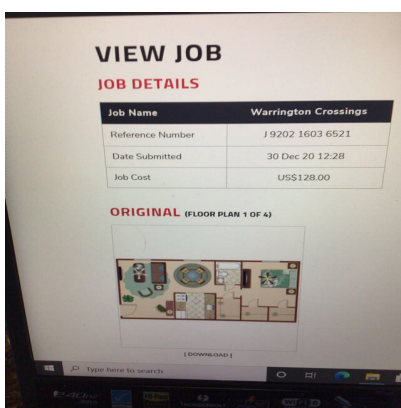 VIEW JOB
JOB DETAILS
Job Name Warrington Crossings
Reference Number J 9202 1603 6521
Date Submitted 30 Dec 20 12:28
Job Cost US$128.00
ORIGINAL (FLOOR PLAN 1 OF 4)
[ DOWNLOAD ]
Type here to search